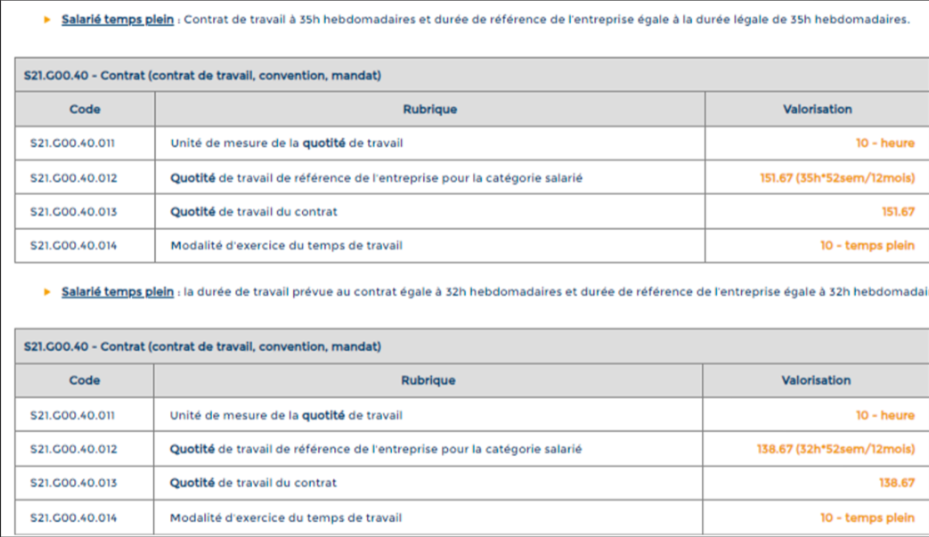 ▸ Salarié temps plein : Contrat de travail à 35h hebdomadaires et durée de référence de l'entreprise égale à la durée légale de 35h hebdomadaires.
S21.G00.40 - Contrat (contrat de travail, convention, mandat)
Code Rubrique Valorisation
S21.G00.40.011 Unité de mesure de la quotité de travail 10 - heure
S21.G00.40.012 Quotité de travail de référence de l'entreprise pour la catégorie salarié 151.67 (35h*52sem/12mois)
S21.G00.40.013 Quotité de travail du contrat 151.67
S21.G00.40.014 Modalité d'exercice du temps de travail 10 - temps plein
▸ Salarié temps plein : la durée de travail prévue au contrat égale à 32h hebdomadaires et durée de référence de l'entreprise égale à 32h hebdomadai
S21.G00.40 - Contrat (contrat de travail, convention, mandat)
Code Rubrique Valorisation
S21.G00.40.011 Unité de mesure de la quotité de travail 10 - heure
S21.G00.40.012 Quotité de travail de référence de l'entreprise pour la catégorie salarié 138.67 (32h*52sem/12mois)
S21.G00.40.013 Quotité de travail du contrat 138.67
S21.G00.40.014 Modalité d'exercice du temps de travail 10 - temps plein